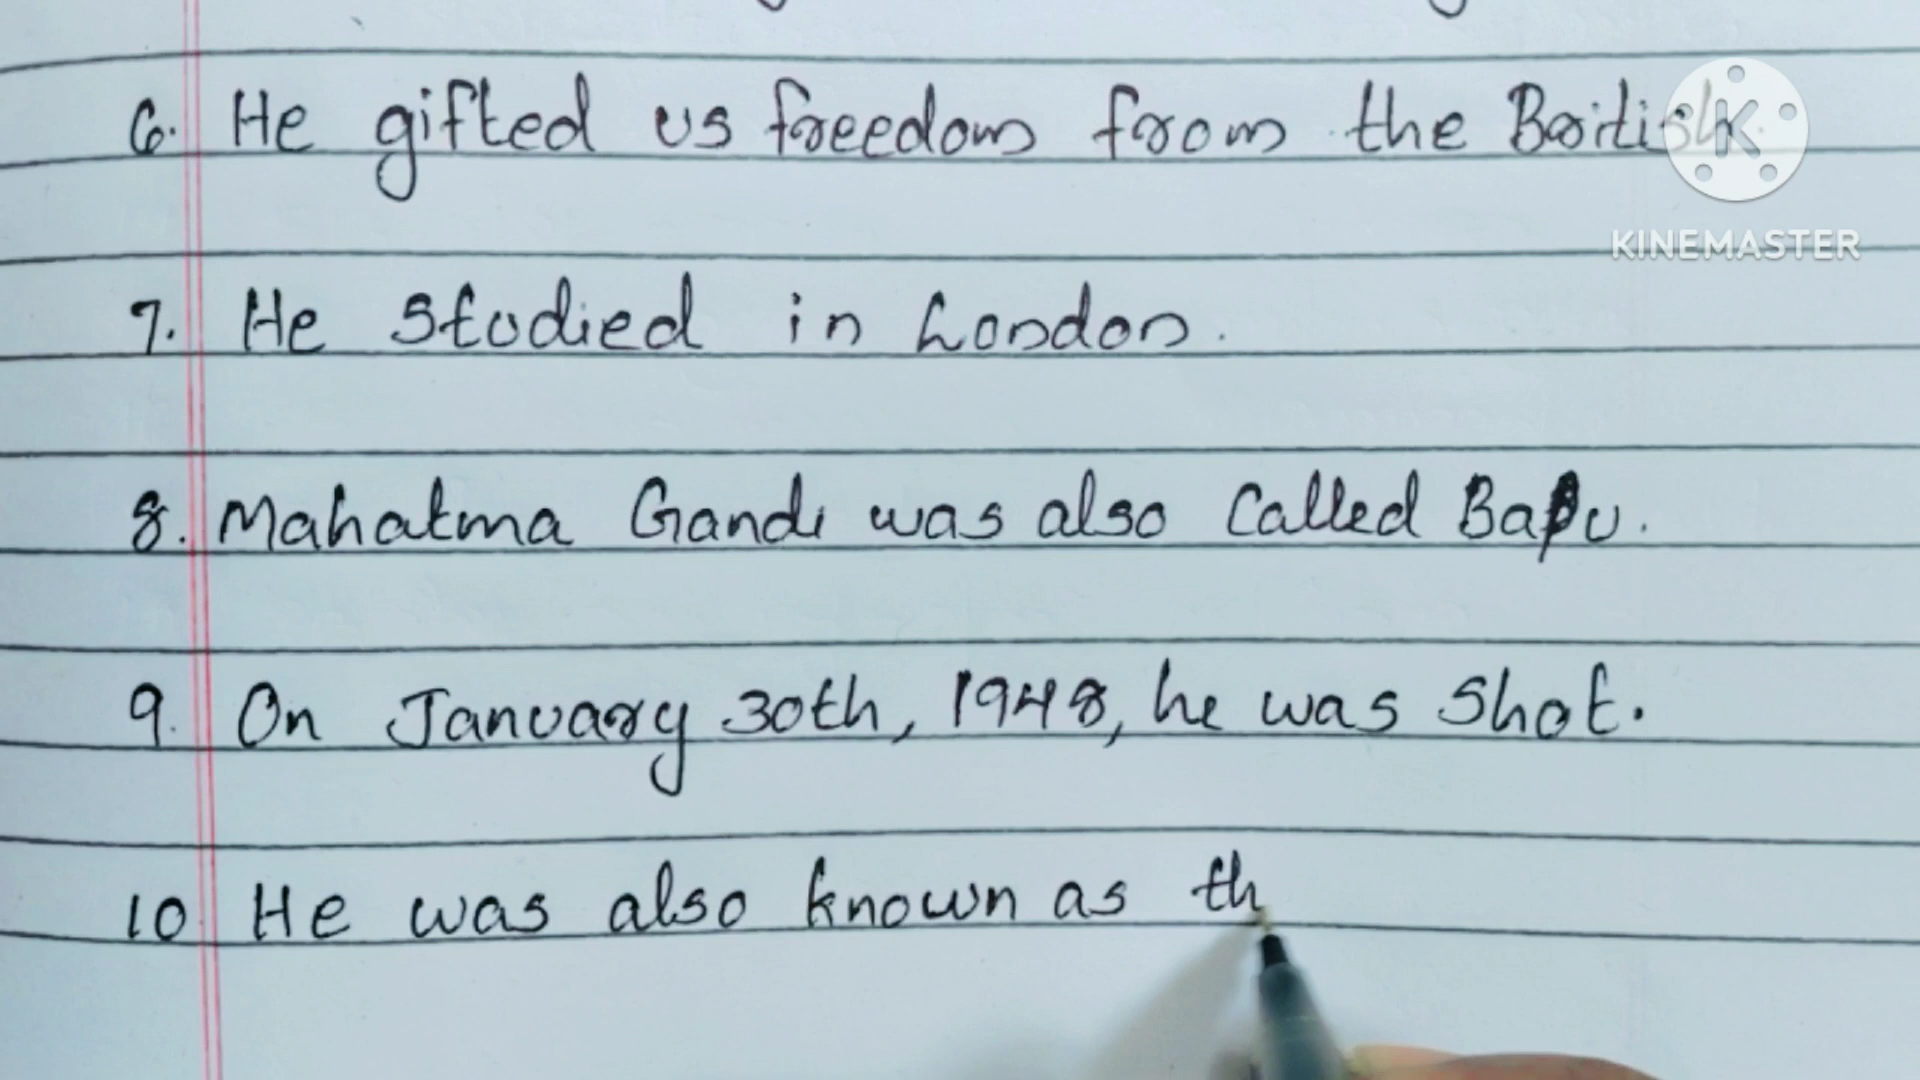 6. He gifted us freedom from the British.
KINEMASTER
7. He studied in London.
8. Mahatma Gandi was also Called Bapu.
9. On January 30th, 1948, he was Shot.
10 He was also known as th